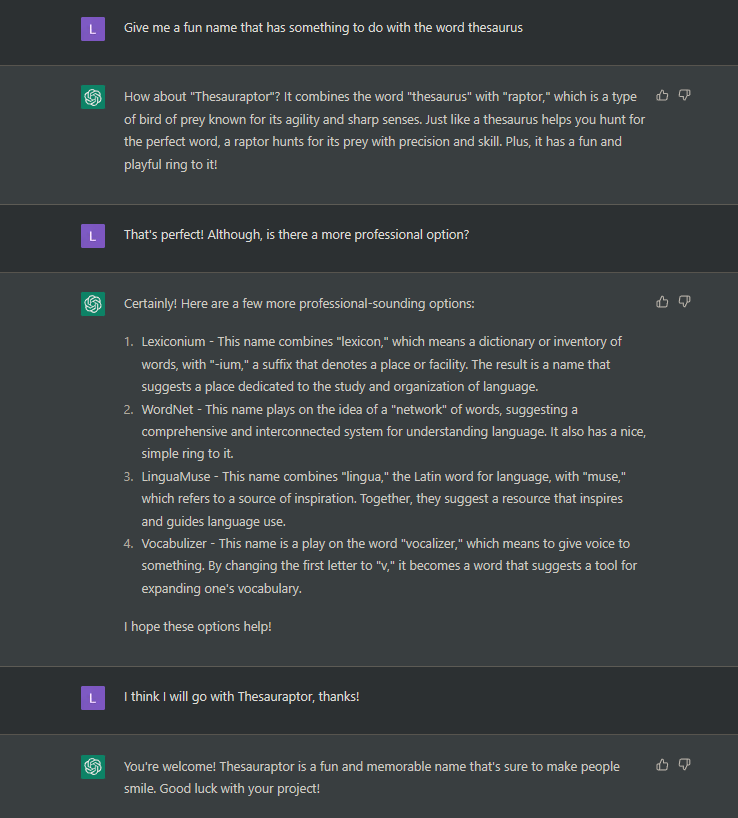 L
Give me a fun name that has something to do with the word thesaurus
How about "Thesauraptor"? It combines the word "thesaurus" with "raptor," which is a type
of bird of prey known for its agility and sharp senses. Just like a thesaurus helps you hunt for
the perfect word, a raptor hunts for its prey with precision and skill. Plus, it has a fun and
playful ring to it!
L
That's perfect! Although, is there a more professional option?
Certainly! Here are a few more professional-sounding options:
1. Lexiconium - This name combines "lexicon," which means a dictionary or inventory of
words, with "-ium," a suffix that denotes a place or facility. The result is a name that
suggests a place dedicated to the study and organization of language.
2. WordNet - This name plays on the idea of a "network" of words, suggesting a
comprehensive and interconnected system for understanding language. It also has a nice,
simple ring to it.
3. LinguaMuse - This name combines "lingua," the Latin word for language, with "muse,"
which refers to a source of inspiration. Together, they suggest a resource that inspires
and guides language use.
4. Vocabulizer - This name is a play on the word "vocalizer," which means to give voice to
something. By changing the first letter to "v," it becomes a word that suggests a tool for
expanding one's vocabulary.
I hope these options help!
L
I think I will go with Thesauraptor, thanks!
You're welcome! Thesauraptor is a fun and memorable name that's sure to make people
smile. Good luck with your project!